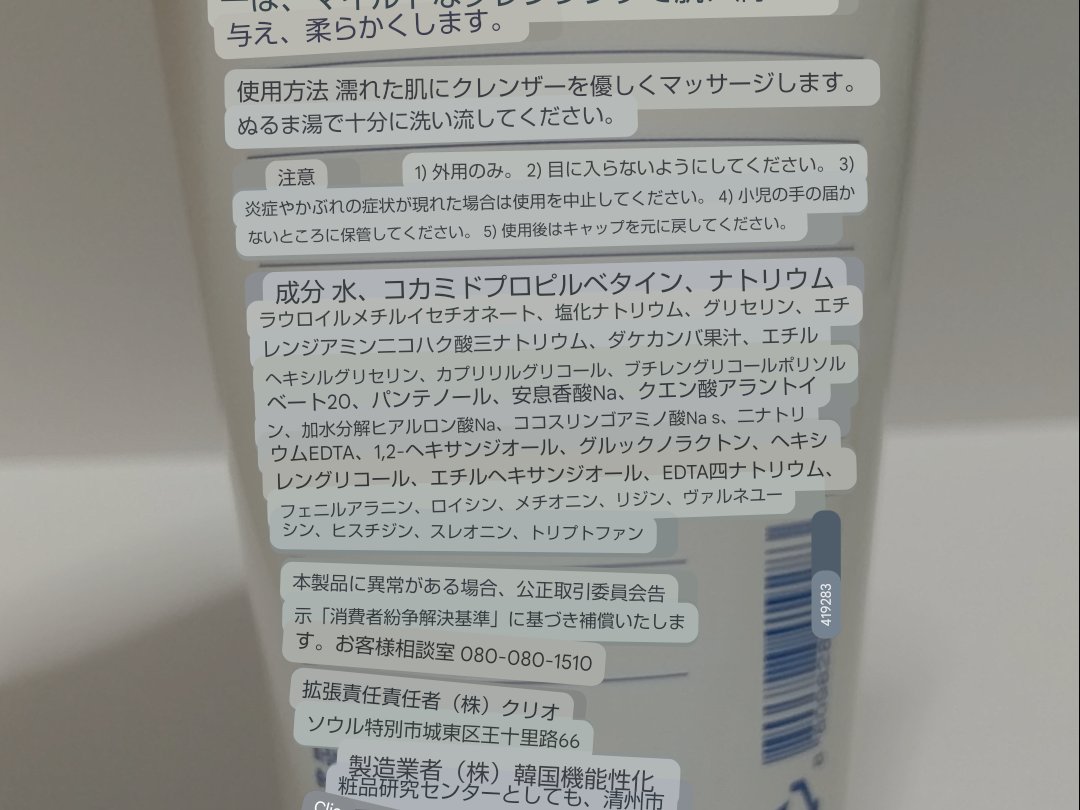 与え、柔らかくします。
使用方法 濡れた肌にクレンザーを優しくマッサージします。
ぬるま湯で十分に洗い流してください。
注意 1) 外用のみ。 2) 目に入らないようにしてください。 3)
炎症やかぶれの症状が現れた場合は使用を中止してください。 4) 小児の手の届か
ないところに保管してください。 5) 使用後はキャップを元に戻してください。
成分 水、コカミドプロピルベタイン、ナトリウム
ラウロイルメチルイセチオネート、塩化ナトリウム、グリセリン、エチ
レンジアミン二コハク酸三ナトリウム、ダケカンバ果汁、エチル
ヘキシルグリセリン、カプリリルグリコール、ブチレングリコールポリソル
ベート20、パンテノール、安息香酸Na、クエン酸アラントイ
ン、加水分解ヒアルロン酸Na、ココスリンゴアミノ酸Na s、二ナトリ
ウムEDTA、1,2-ヘキサンジオール、グルックノラクトン、ヘキシ
レングリコール、エチルヘキサンジオール、EDTA四ナトリウム、
フェニルアラニン、ロイシン、メチオニン、リジン、ヴァルネユー
シン、ヒスチジン、スレオニン、トリプトファン
本製品に異常がある場合、公正取引委員会告
示「消費者紛争解決基準」に基づき補償いたしま
す。お客様相談室 080-080-1510
419283
拡張責任責任者（株）クリオ
ソウル特別市城東区王十里路66
製造業者（株）韓国機能性化
粧品研究センターとしても、清州市